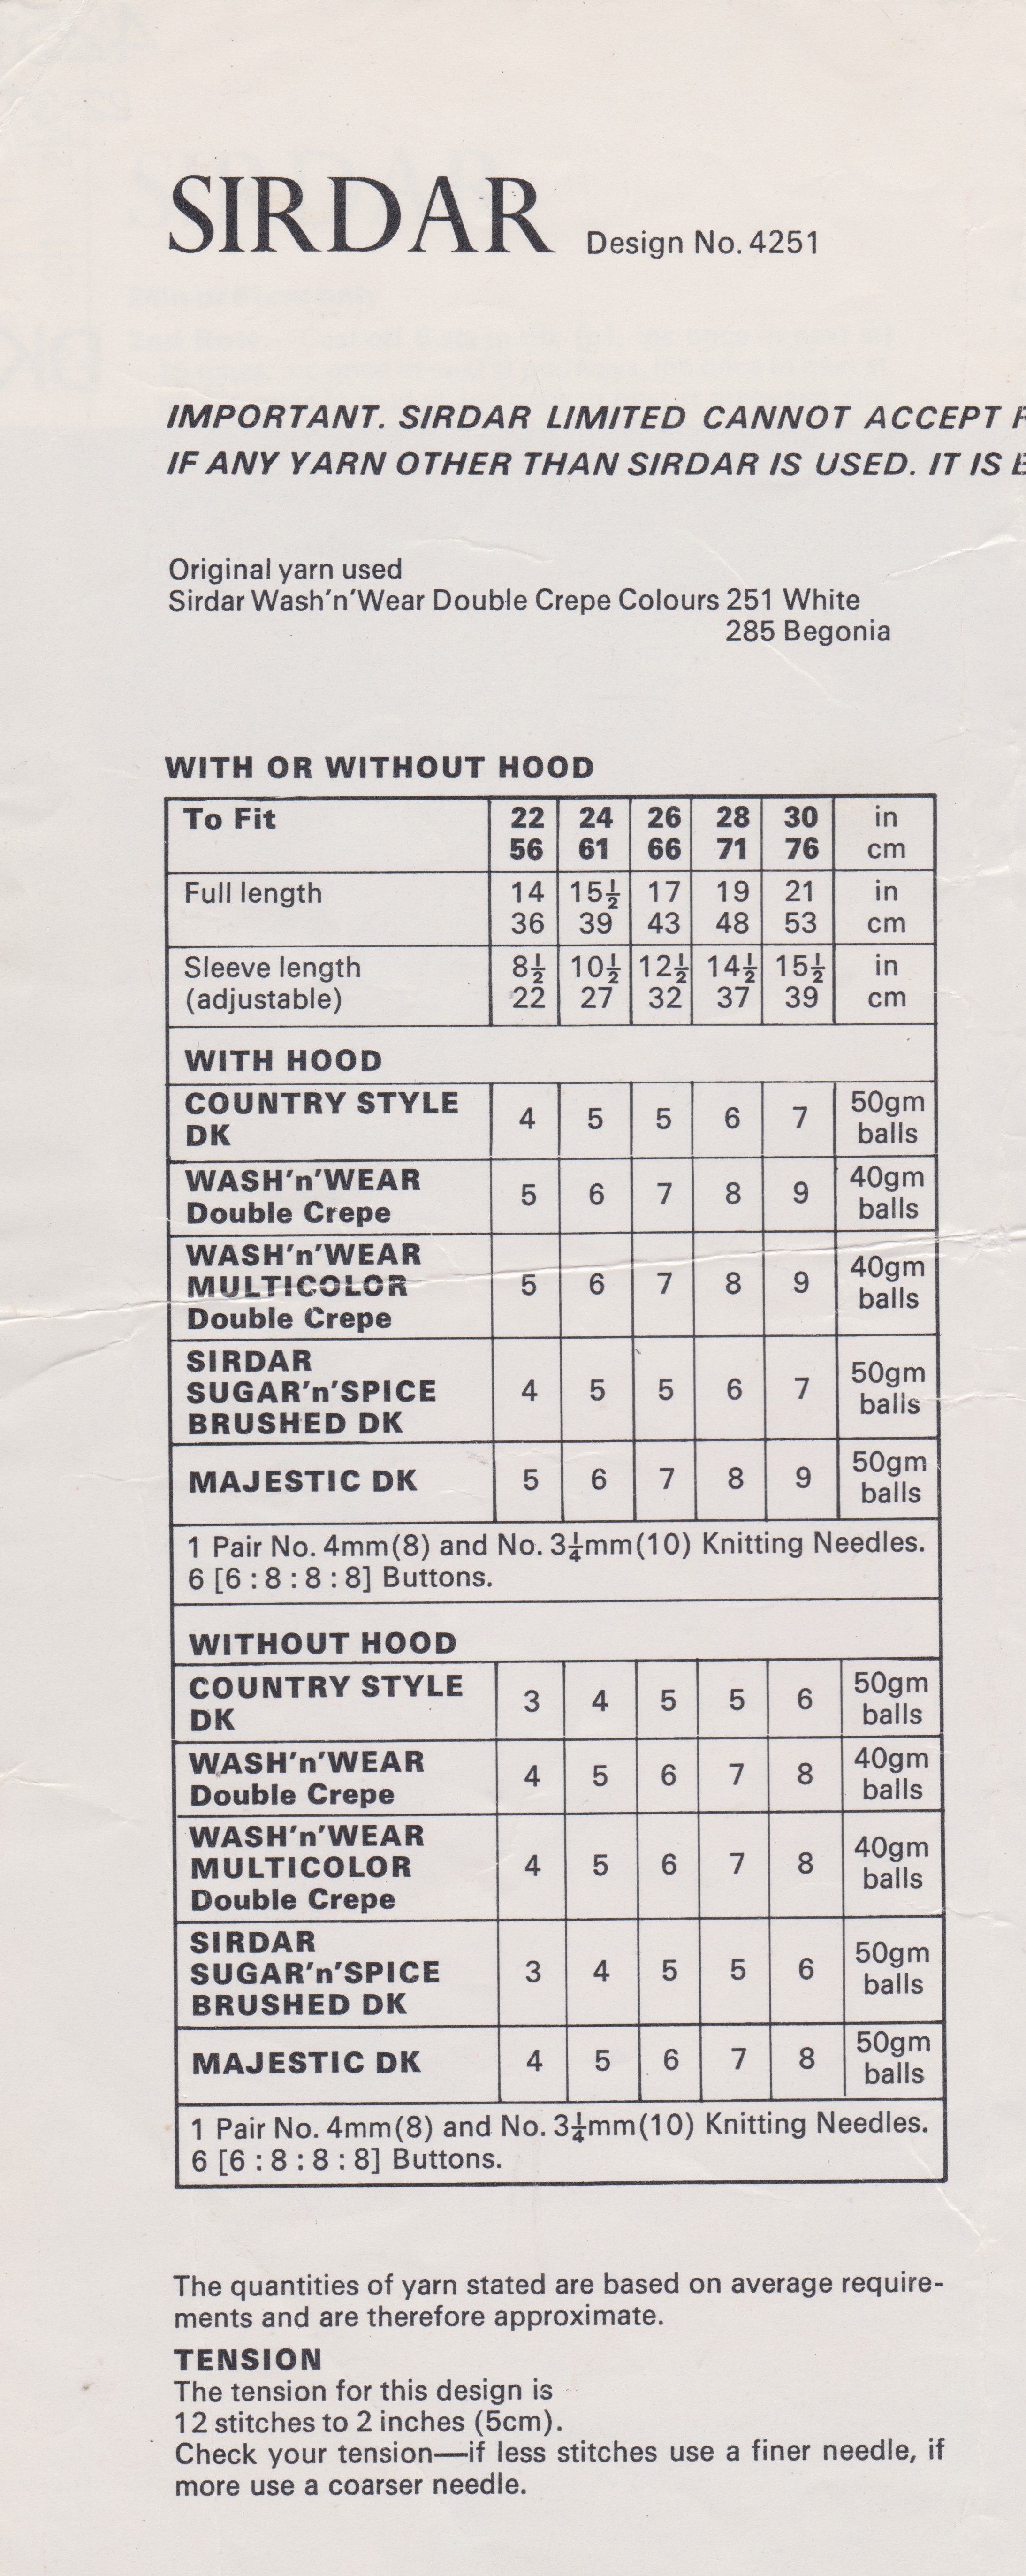 SIRDAR Design No. 4251
IMPORTANT. SIRDAR LIMITED CANNOT ACCEPT
IF ANY YARN OTHER THAN SIRDAR IS USED. IT IS
Original yarn used
Sirdar Wash'n'Wear Double Crepe Colours 251 White
285 Begonia
WITH OR WITHOUT HOOD
To Fit 22 24 26 28 30 in
56 61 66 71 76 cm
Full length 14 15½ 17 19 21 in
36 39 43 48 53 cm
Sleeve length 8½ 10½ 12½ 14½ 15½ in
(adjustable) 22 27 32 37 39 cm
WITH HOOD
COUNTRY STYLE
DK 4 5 5 6 7 50gm balls
WASH'n'WEAR
Double Crepe 5 6 7 8 9 40gm balls
WASH'n'WEAR
MULTICOLOR
Double Crepe 5 6 7 8 9 40gm balls
SIRDAR
SUGAR'n'SPICE
BRUSHED DK 4 5 5 6 7 50gm balls
MAJESTIC DK 5 6 7 8 9 50gm balls
1 Pair No. 4mm(8) and No. 3¼mm(10) Knitting Needles.
6 [6 : 8 : 8 : 8] Buttons.
WITHOUT HOOD
COUNTRY STYLE
DK 3 4 5 5 6 50gm balls
WASH'n'WEAR
Double Crepe 4 5 6 7 8 40gm balls
WASH'n'WEAR
MULTICOLOR
Double Crepe 4 5 6 7 8 40gm balls
SIRDAR
SUGAR'n'SPICE
BRUSHED DK 3 4 5 5 6 50gm balls
MAJESTIC DK 4 5 6 7 8 50gm balls
1 Pair No. 4mm(8) and No. 3¼mm(10) Knitting Needles.
6 [6 : 8 : 8 : 8] Buttons.
The quantities of yarn stated are based on average require-
ments and are therefore approximate.
TENSION
The tension for this design is
12 stitches to 2 inches (5cm).
Check your tension—if less stitches use a finer needle, if
more use a coarser needle.